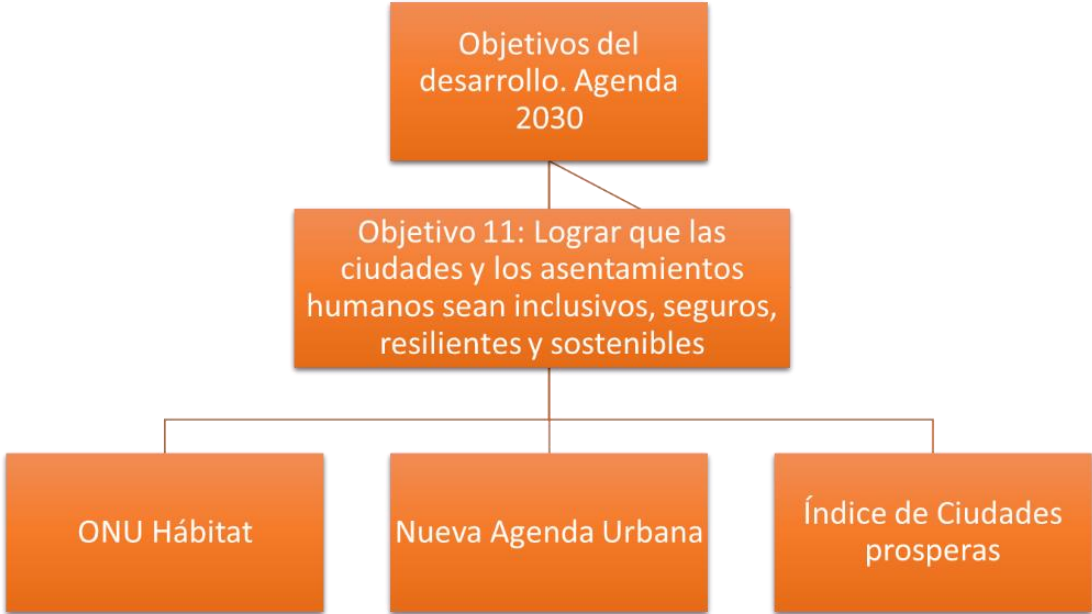 Objetivos del
desarrollo. Agenda
2030
Objetivo 11: Lograr que las
ciudades y los asentamientos
humanos sean inclusivos, seguros,
resilientes y sostenibles
ONU Hábitat
Nueva Agenda Urbana
Índice de Ciudades
prosperas